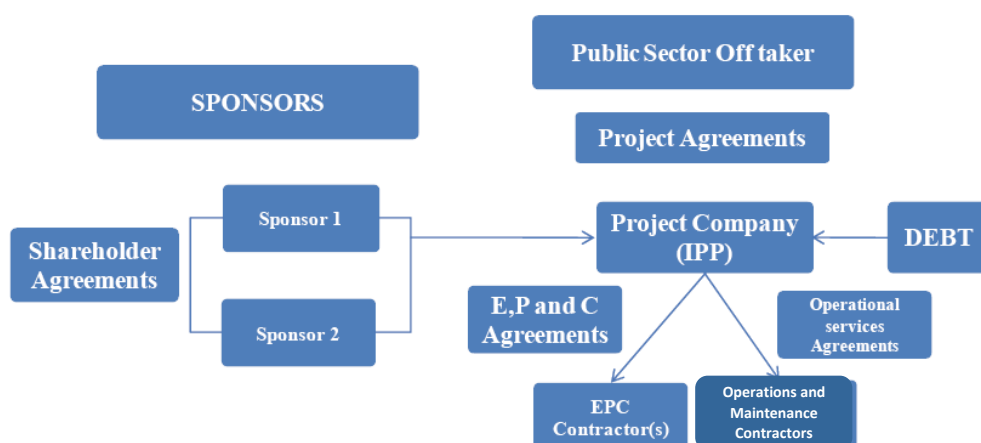 Public Sector Off taker
SPONSORS
Project Agreements
Sponsor 1
Project Company
(IPP)
DEBT
Shareholder
Agreements
E,P and C
Agreements
Operational
services
Agreements
Sponsor 2
EPC
Contractor(s)
Operations and
Maintenance
Contractors